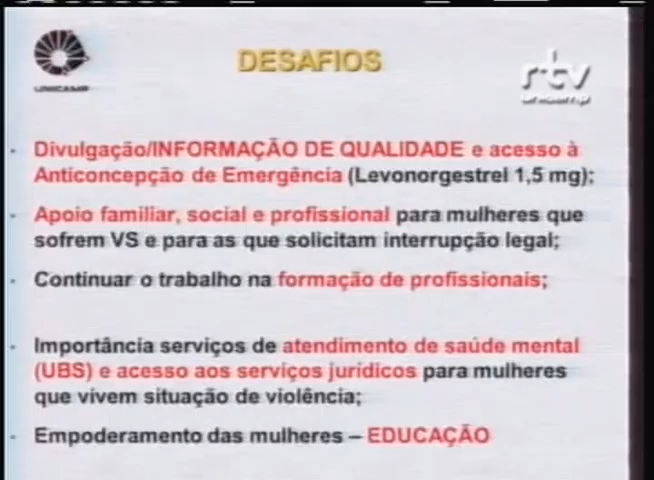 UNICAMP
DESAFIOS
rtv
unicamp
Divulgação/INFORMAÇÃO DE QUALIDADE e acesso à
Anticoncepção de Emergência (Levonorgestrel 1,5 mg);
Apoio familiar, social e profissional para mulheres que
sofrem VS e para as que solicitam interrupção legal;
Continuar o trabalho na formação de profissionais;
Importância serviços de atendimento de saúde mental
(UBS) e acesso aos serviços jurídicos para mulheres
que vivem situação de violência;
Empoderamento das mulheres – EDUCAÇÃO